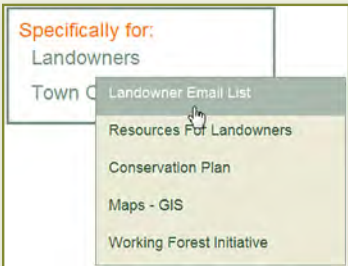 Specifically for:
Landowners
Town
Landowner Email List
Resources For Landowners
Conservation Plan
Maps - GIS
Working Forest Initiative